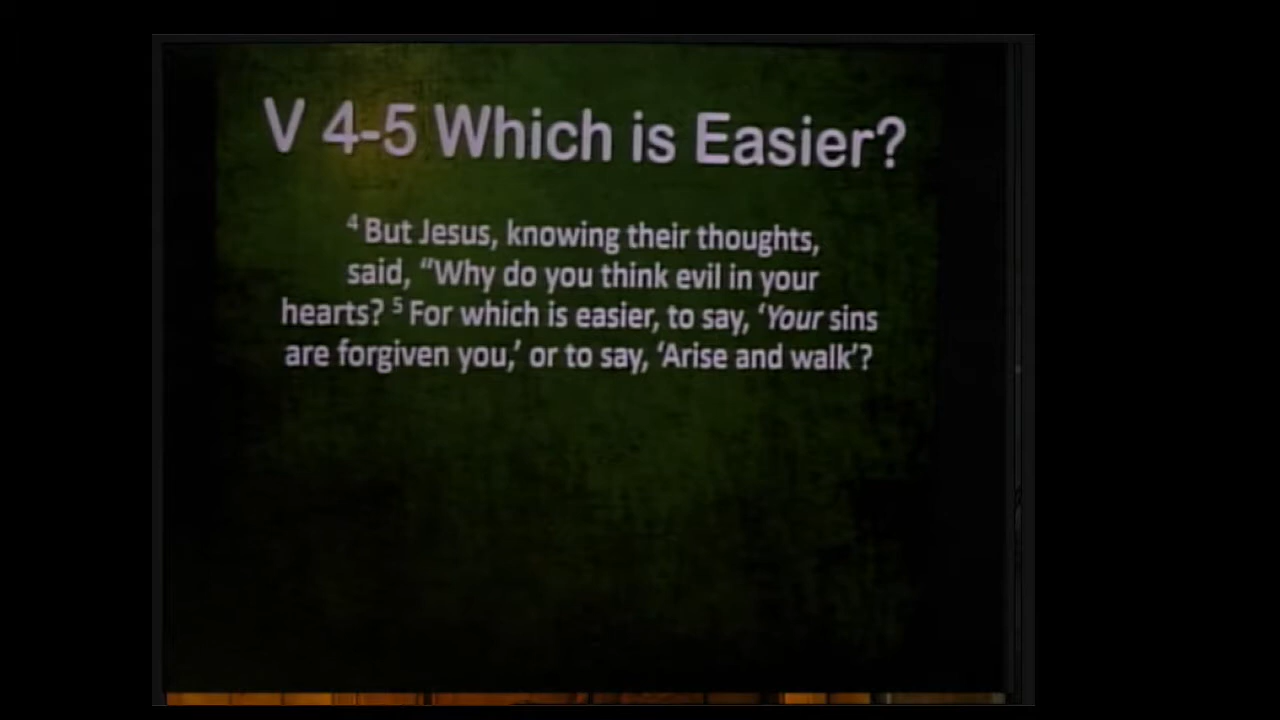 V 4-5 Which is Easier?
⁴ But Jesus, knowing their thoughts,
said, “Why do you think evil in your
hearts? ⁵ For which is easier, to say, ‘Your sins
are forgiven you,’ or to say, ‘Arise and walk’?